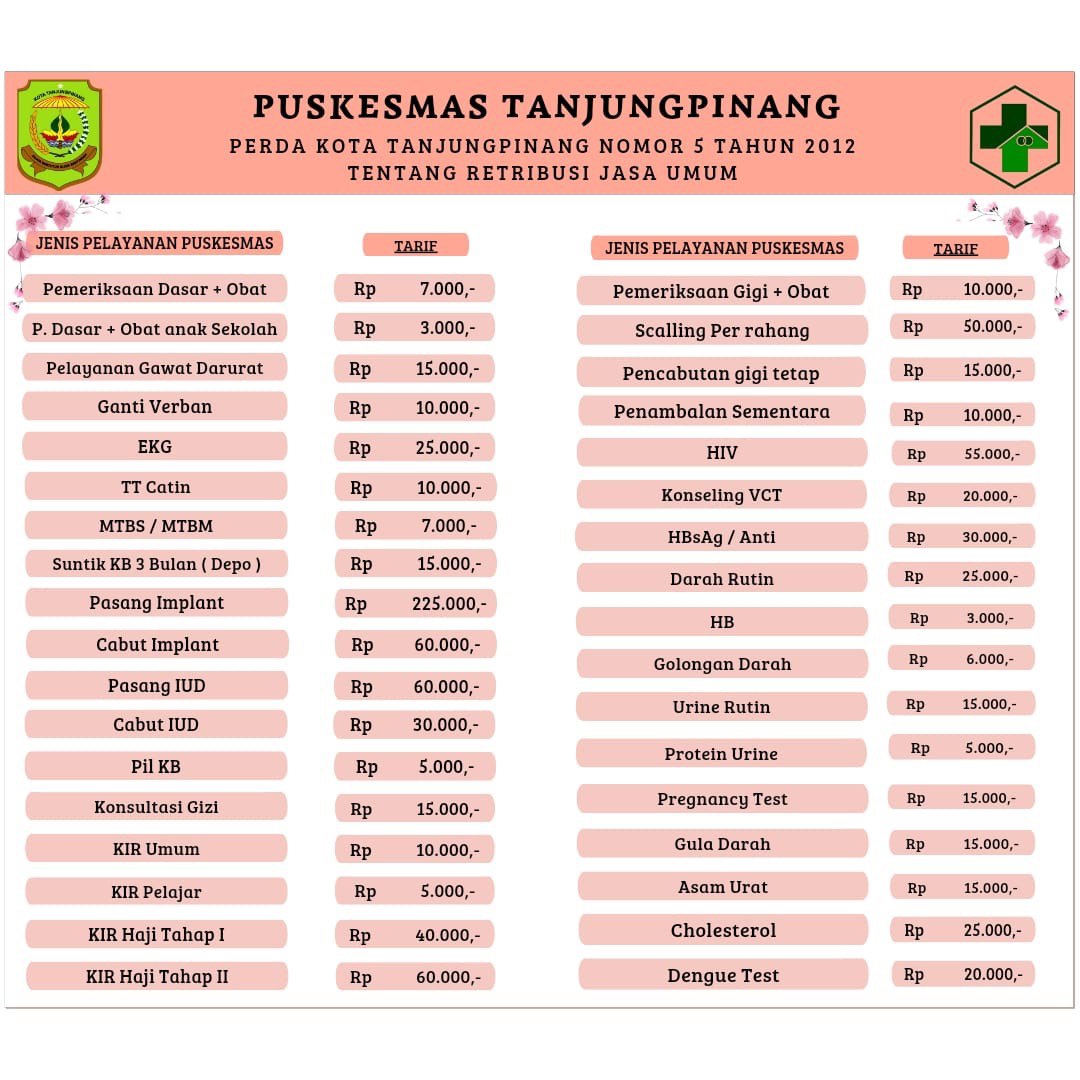 PUSKESMAS TANJUNGPINANG
PERDA KOTA TANJUNGPINANG NOMOR 5 TAHUN 2012
TENTANG RETRIBUSI JASA UMUM
KOTA TANJUNGPINANG
JENIS PELAYANAN PUSKESMAS TARIF
Pemeriksaan Dasar + Obat Rp 7.000,-
P. Dasar + Obat anak Sekolah Rp 3.000,-
Pelayanan Gawat Darurat Rp 15.000,-
Ganti Verban Rp 10.000,-
EKG Rp 25.000,-
TT Catin Rp 10.000,-
MTBS / MTBM Rp 7.000,-
Suntik KB 3 Bulan ( Depo ) Rp 15.000,-
Pasang Implant Rp 225.000,-
Cabut Implant Rp 60.000,-
Pasang IUD Rp 60.000,-
Cabut IUD Rp 30.000,-
Pil KB Rp 5.000,-
Konsultasi Gizi Rp 15.000,-
KIR Umum Rp 10.000,-
KIR Pelajar Rp 5.000,-
KIR Haji Tahap I Rp 40.000,-
KIR Haji Tahap II Rp 60.000,-
JENIS PELAYANAN PUSKESMAS TARIF
Pemeriksaan Gigi + Obat Rp 10.000,-
Scalling Per rahang Rp 50.000,-
Pencabutan gigi tetap Rp 15.000,-
Penambalan Sementara Rp 10.000,-
HIV Rp 55.000,-
Konseling VCT Rp 20.000,-
HBsAg / Anti Rp 30.000,-
Darah Rutin Rp 25.000,-
HB Rp 3.000,-
Golongan Darah Rp 6.000,-
Urine Rutin Rp 15.000,-
Protein Urine Rp 5.000,-
Pregnancy Test Rp 15.000,-
Gula Darah Rp 15.000,-
Asam Urat Rp 15.000,-
Cholesterol Rp 25.000,-
Dengue Test Rp 20.000,-